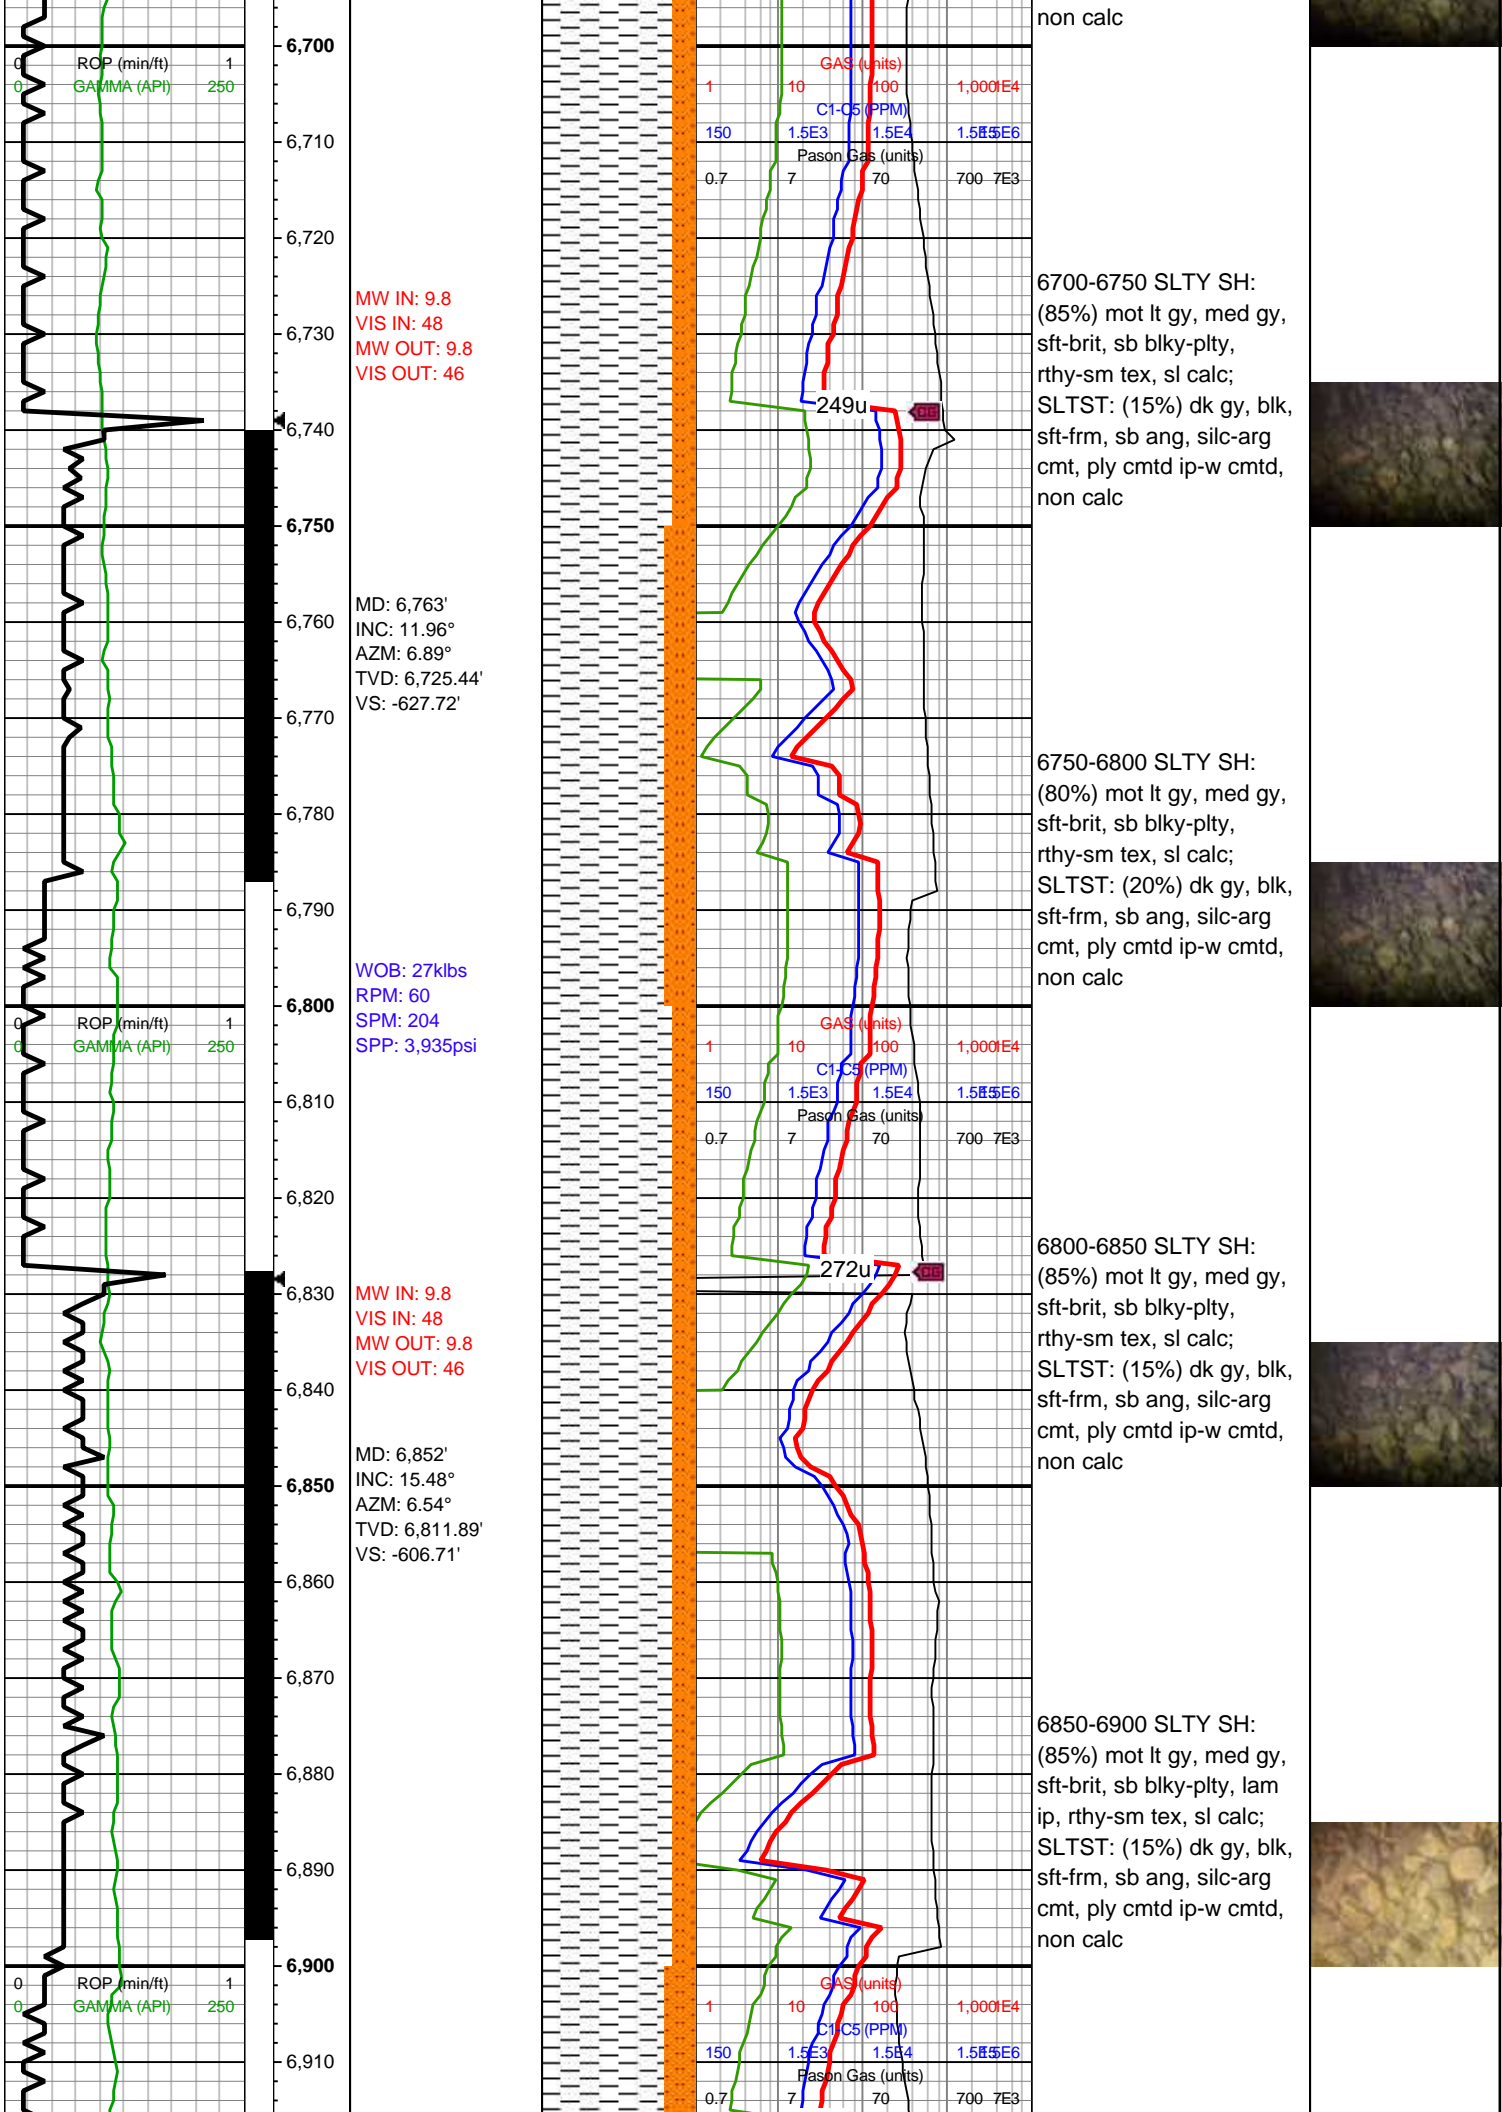 non calc
6,700
0 ROP (min/ft) 1
0 GAMMA (API) 250
GAS (units)
1 10 100 1,000 1E4
C1-C5 (PPM)
150 1.5E3 1.5E4 1.5E5 1.5E6
Pason Gas (units)
0.7 7 70 700 7E3
6,710
6,720
6,730
MW IN: 9.8
VIS IN: 48
MW OUT: 9.8
VIS OUT: 46
6700-6750 SLTY SH:
(85%) mot lt gy, med gy,
sft-brit, sb blky-plty,
rthy-sm tex, sl calc;
SLTST: (15%) dk gy, blk,
sft-frm, sb ang, silc-arg
cmt, ply cmtd ip-w cmtd,
non calc
249u
CG
6,740
6,750
6,760
MD: 6,763'
INC: 11.96°
AZM: 6.89°
TVD: 6,725.44'
VS: -627.72'
6,770
6,780
6,790
6750-6800 SLTY SH:
(80%) mot lt gy, med gy,
sft-brit, sb blky-plty,
rthy-sm tex, sl calc;
SLTST: (20%) dk gy, blk,
sft-frm, sb ang, silc-arg
cmt, ply cmtd ip-w cmtd,
non calc
WOB: 27klbs
RPM: 60
SPM: 204
SPP: 3,935psi
6,800
0 ROP (min/ft) 1
0 GAMMA (API) 250
GAS (units)
1 10 100 1,000 1E4
C1-C5 (PPM)
150 1.5E3 1.5E4 1.5E5 1.5E6
Pason Gas (units)
0.7 7 70 700 7E3
6,810
6,820
6,830
272u
CG
MW IN: 9.8
VIS IN: 48
MW OUT: 9.8
VIS OUT: 46
6800-6850 SLTY SH:
(85%) mot lt gy, med gy,
sft-brit, sb blky-plty,
rthy-sm tex, sl calc;
SLTST: (15%) dk gy, blk,
sft-frm, sb ang, silc-arg
cmt, ply cmtd ip-w cmtd,
non calc
6,840
6,850
MD: 6,852'
INC: 15.48°
AZM: 6.54°
TVD: 6,811.89'
VS: -606.71'
6,860
6,870
6,880
6,890
6850-6900 SLTY SH:
(85%) mot lt gy, med gy,
sft-brit, sb blky-plty, lam
ip, rthy-sm tex, sl calc;
SLTST: (15%) dk gy, blk,
sft-frm, sb ang, silc-arg
cmt, ply cmtd ip-w cmtd,
non calc
6,900
0 ROP (min/ft) 1
0 GAMMA (API) 250
GAS (units)
1 10 100 1,000 1E4
C1-C5 (PPM)
150 1.5E3 1.5E4 1.5E5 1.5E6
Pason Gas (units)
0.7 7 70 700 7E3
6,910